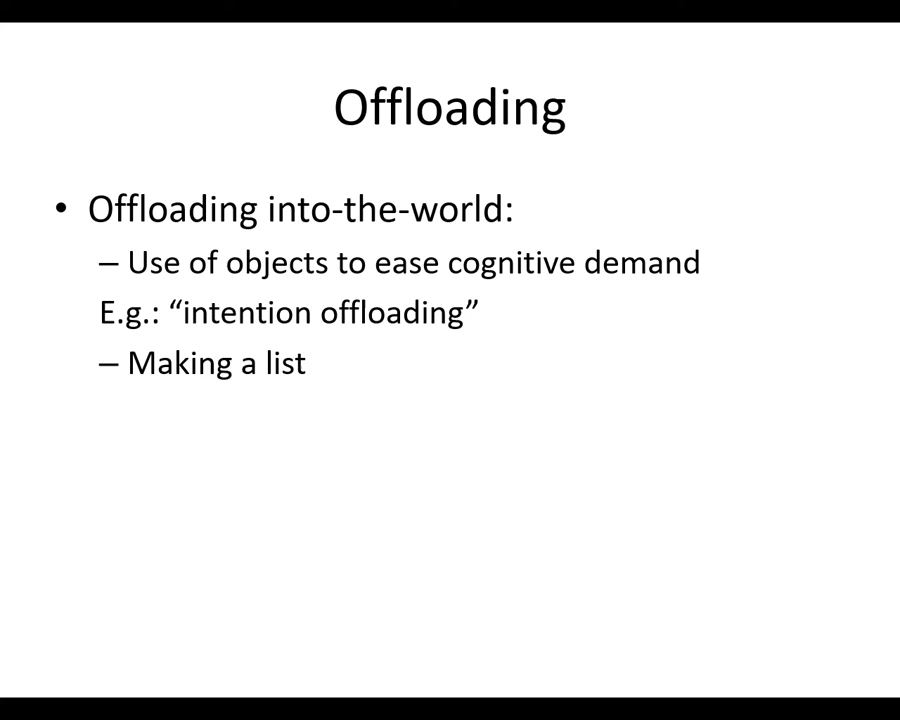 Offloading
• Offloading into-the-world:
– Use of objects to ease cognitive demand
E.g.: “intention offloading”
– Making a list